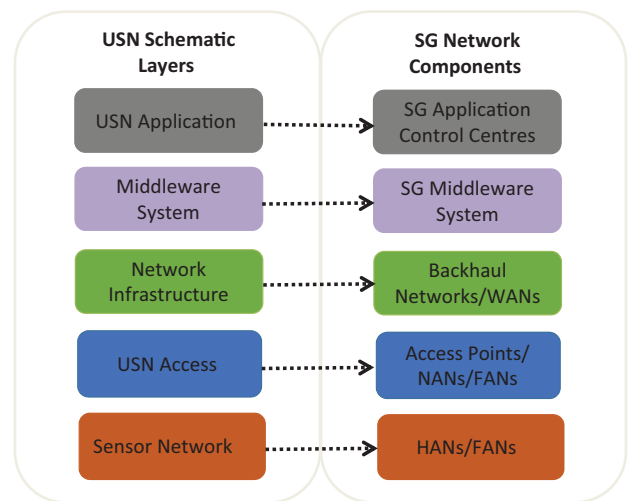 USN Schematic
Layers
SG Network
Components
USN Application
SG Application
Control Centres
Middleware
System
SG Middleware
System
Network
Infrastructure
Backhaul
Networks/WANs
USN Access
Access Points/
NANs/FANs
Sensor Network
HANs/FANs